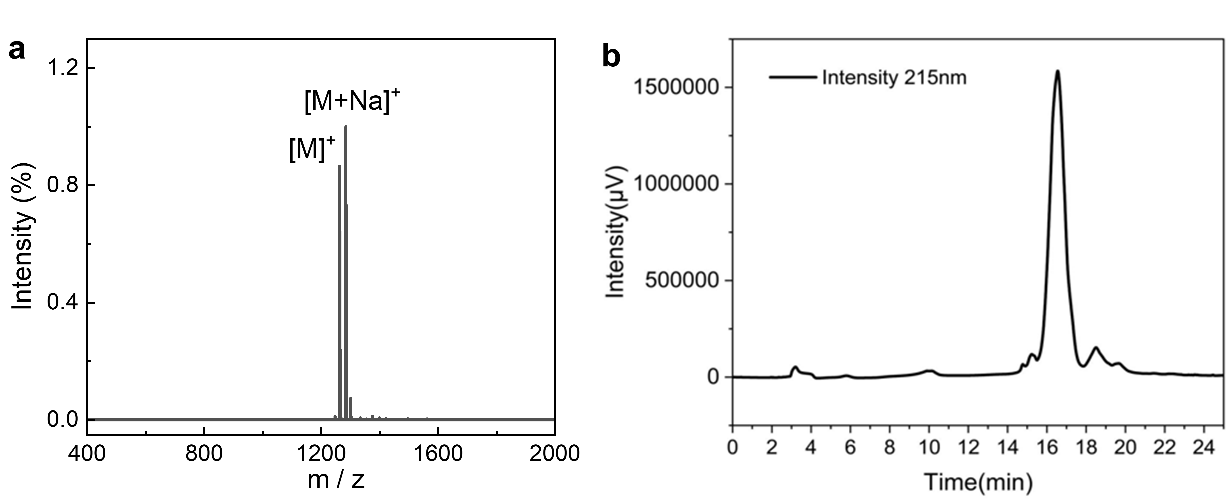 a
1.2
0.8
0.4
0.0
Intensity (%)
[M+Na]⁺
[M]⁺
400 800 1200 1600 2000
m / z
b
Intensity 215nm
1500000
1000000
500000
0
Intensity(μV)
0 2 4 6 8 10 12 14 16 18 20 22 24
Time(min)